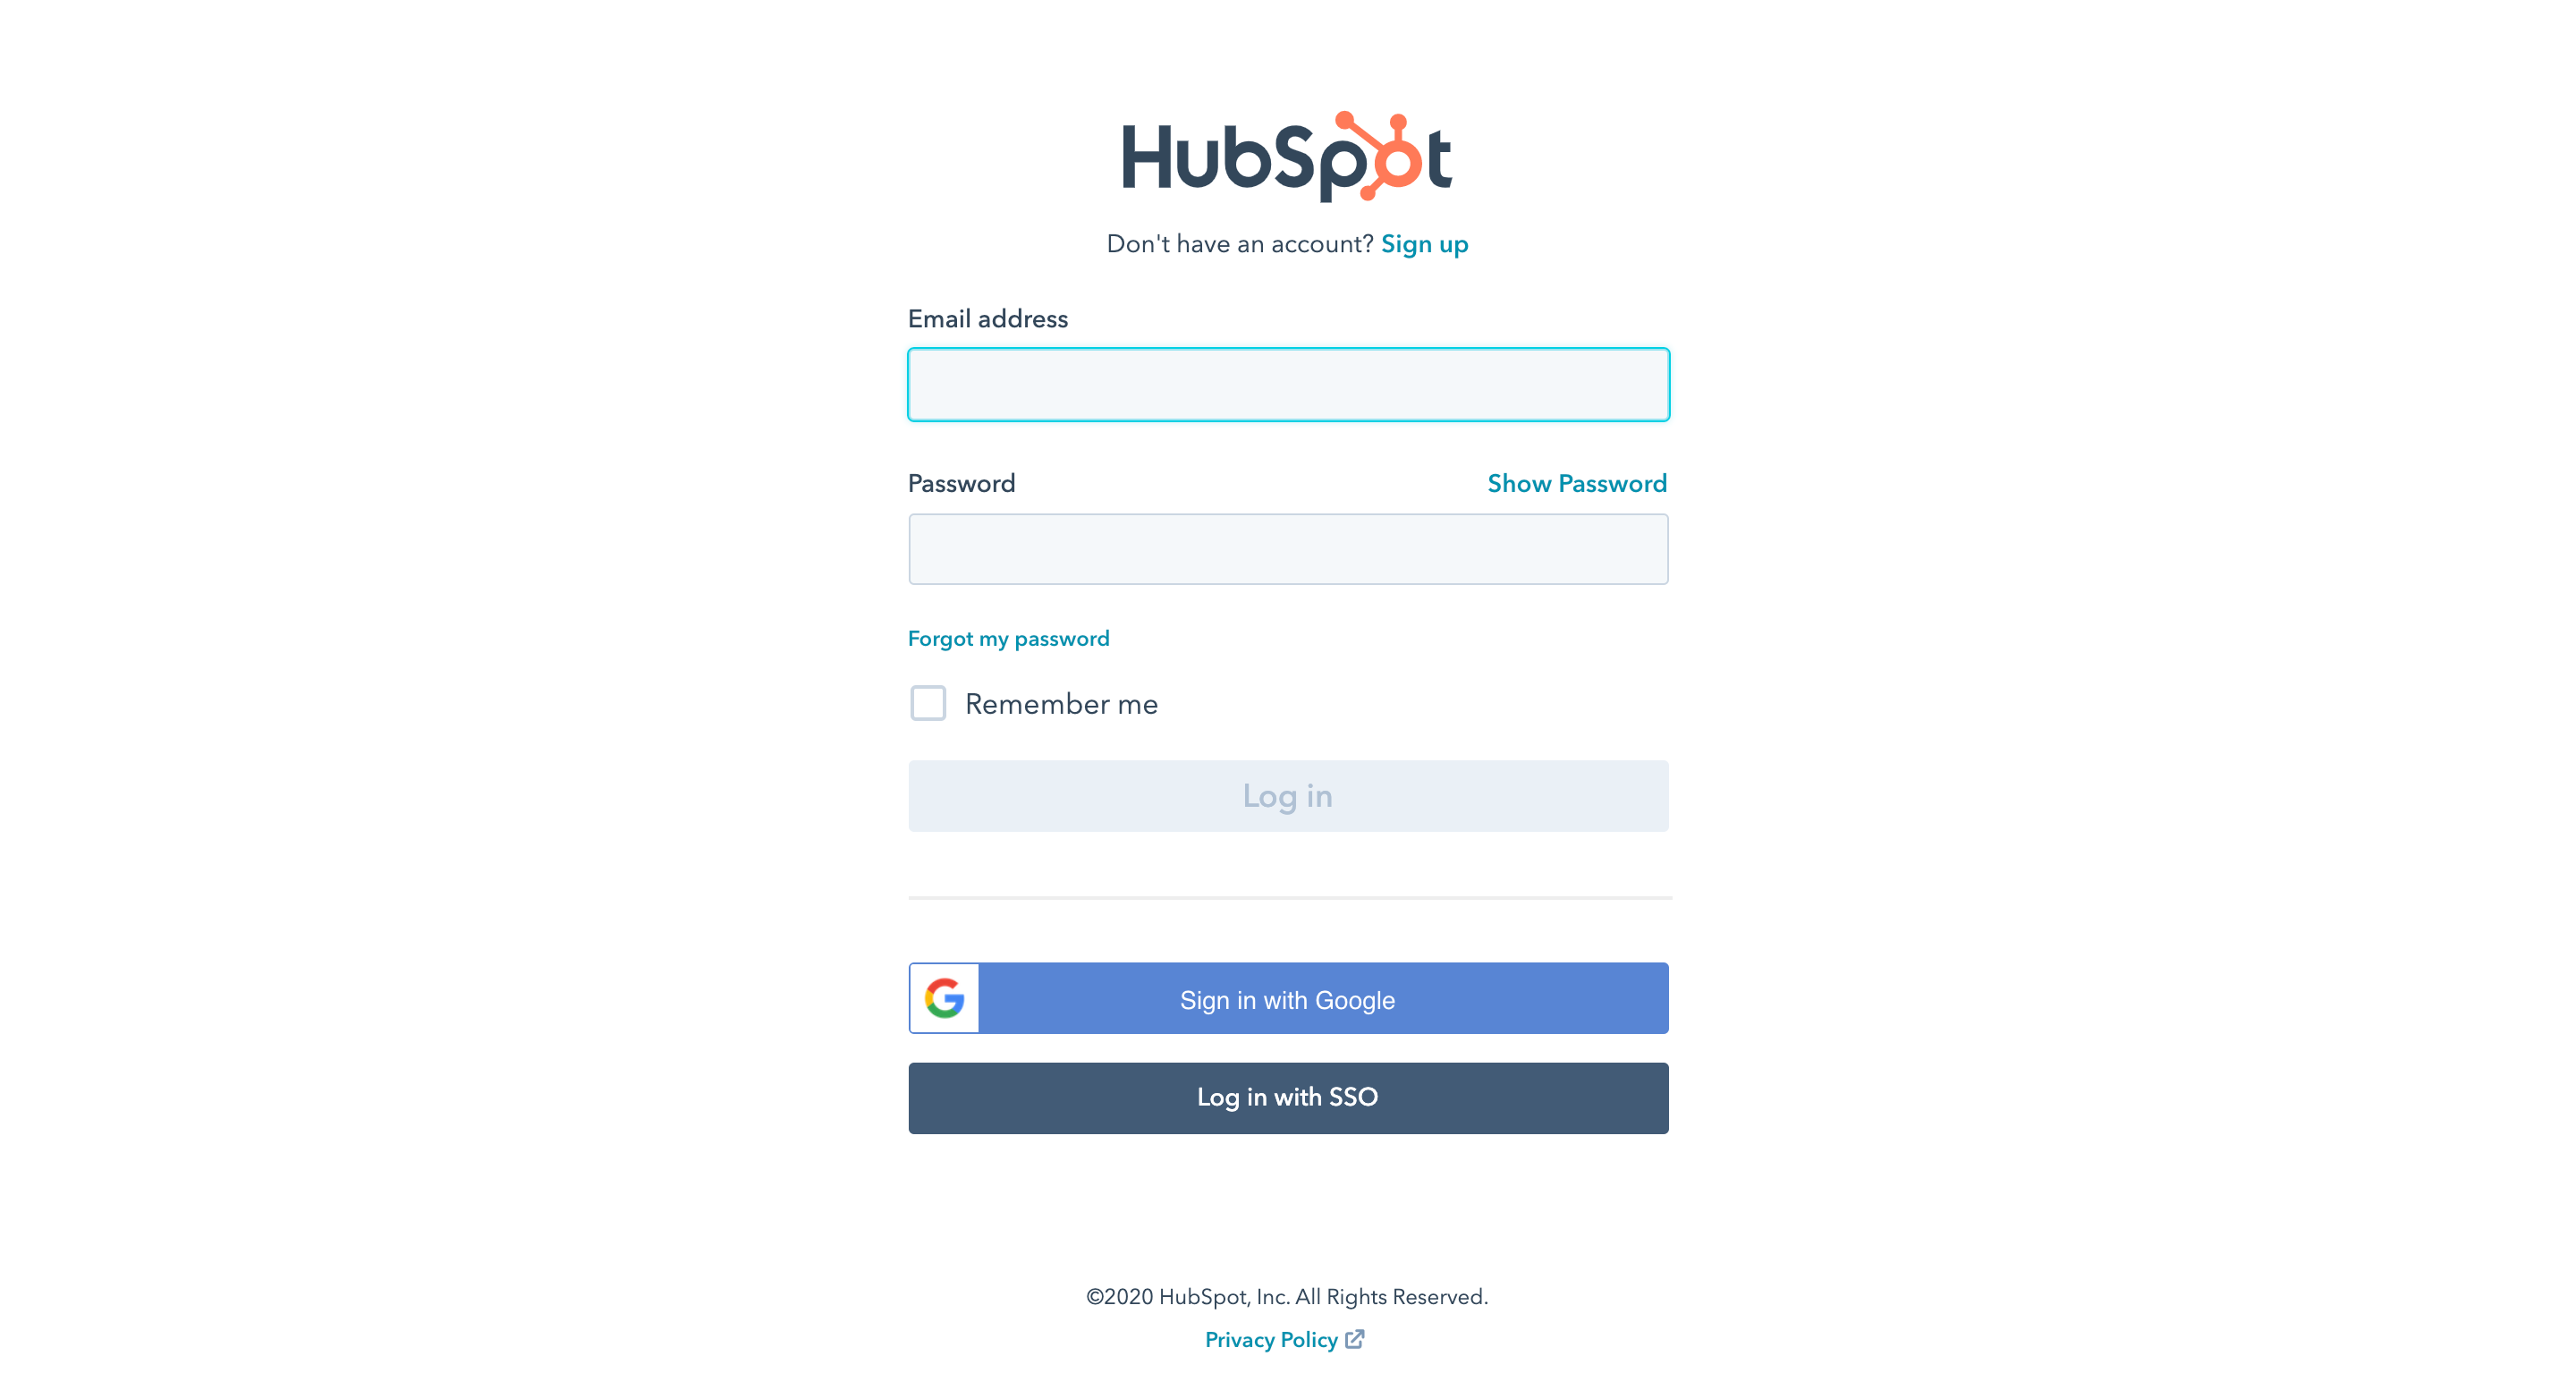 HubSpot
Don't have an account? Sign up
Email address
Password Show Password
Forgot my password
Remember me
Log in
Sign in with Google
Log in with SSO
©2020 HubSpot, Inc. All Rights Reserved.
Privacy Policy